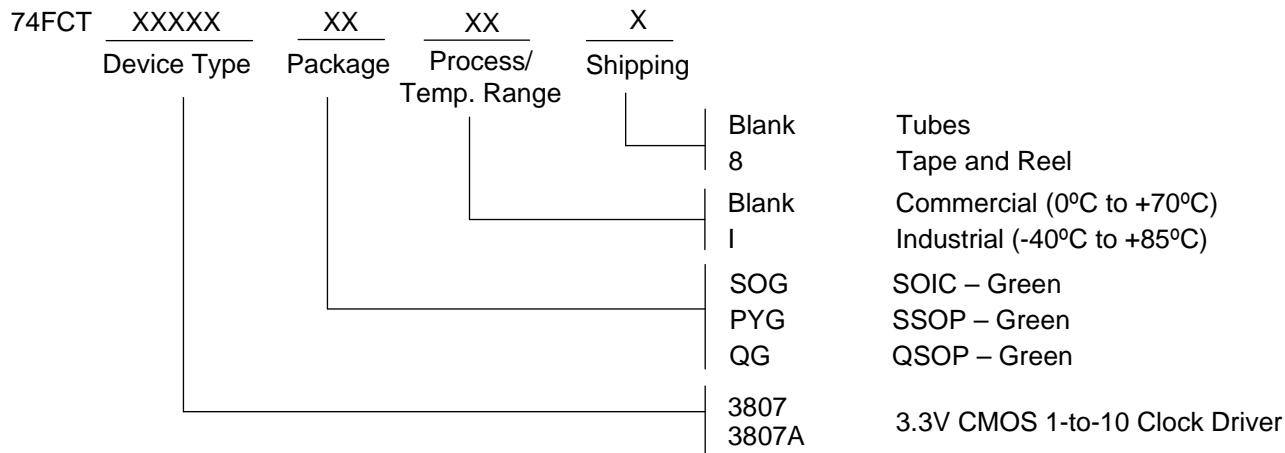 74FCT XXXXX XX XX X
Device Type Package Process/ Shipping
Temp. Range
Blank Tubes
8 Tape and Reel
Blank Commercial (0ºC to +70ºC)
I Industrial (-40ºC to +85ºC)
SOG SOIC – Green
PYG SSOP – Green
QG QSOP – Green
3807
3807A 3.3V CMOS 1-to-10 Clock Driver